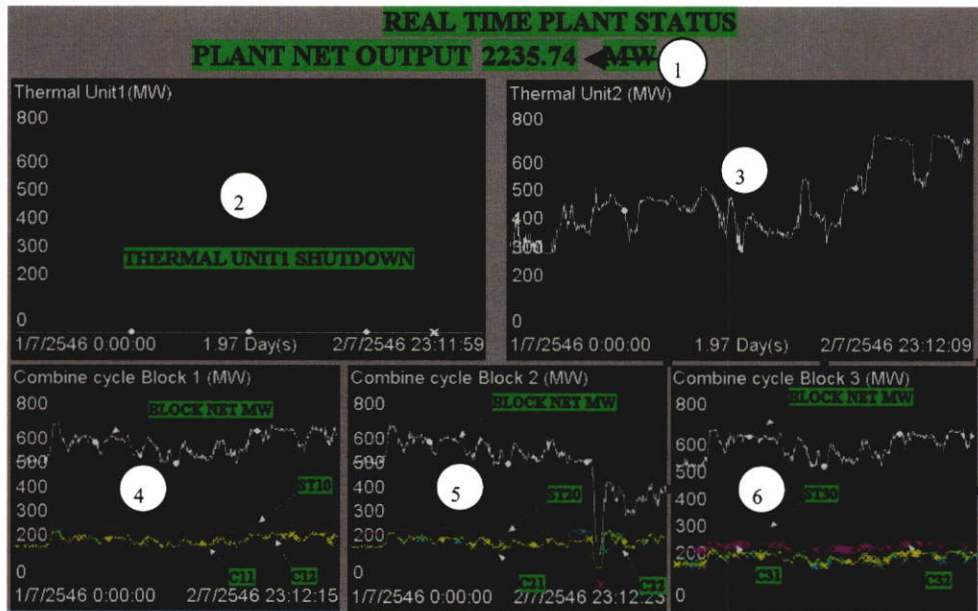 REAL TIME PLANT STATUS
PLANT NET OUTPUT 2235.74 MW
1
Thermal Unit1(MW)
800
600
500
400
300
200
0
2
THERMAL UNIT1 SHUTDOWN
1/7/2546 0:00:00 1.97 Day(s) 2/7/2546 23:11:59
Thermal Unit2 (MW)
800
600
500
400
300
200
0
3
1/7/2546 0:00:00 1.97 Day(s) 2/7/2546 23:12:09
Combine cycle Block 1 (MW)
800
600
500
400
300
200
0
BLOCK NET MW
4
ST10
C11
C12
1/7/2546 0:00:00 2/7/2546 23:12:15
Combine cycle Block 2 (MW)
800
600
500
400
300
200
0
BLOCK NET MW
5
ST20
C21
C22
1/7/2546 0:00:00 2/7/2546 23:12:23
Combine cycle Block 3 (MW)
800
600
500
400
300
200
0
BLOCK NET MW
6
ST30
C31
C32